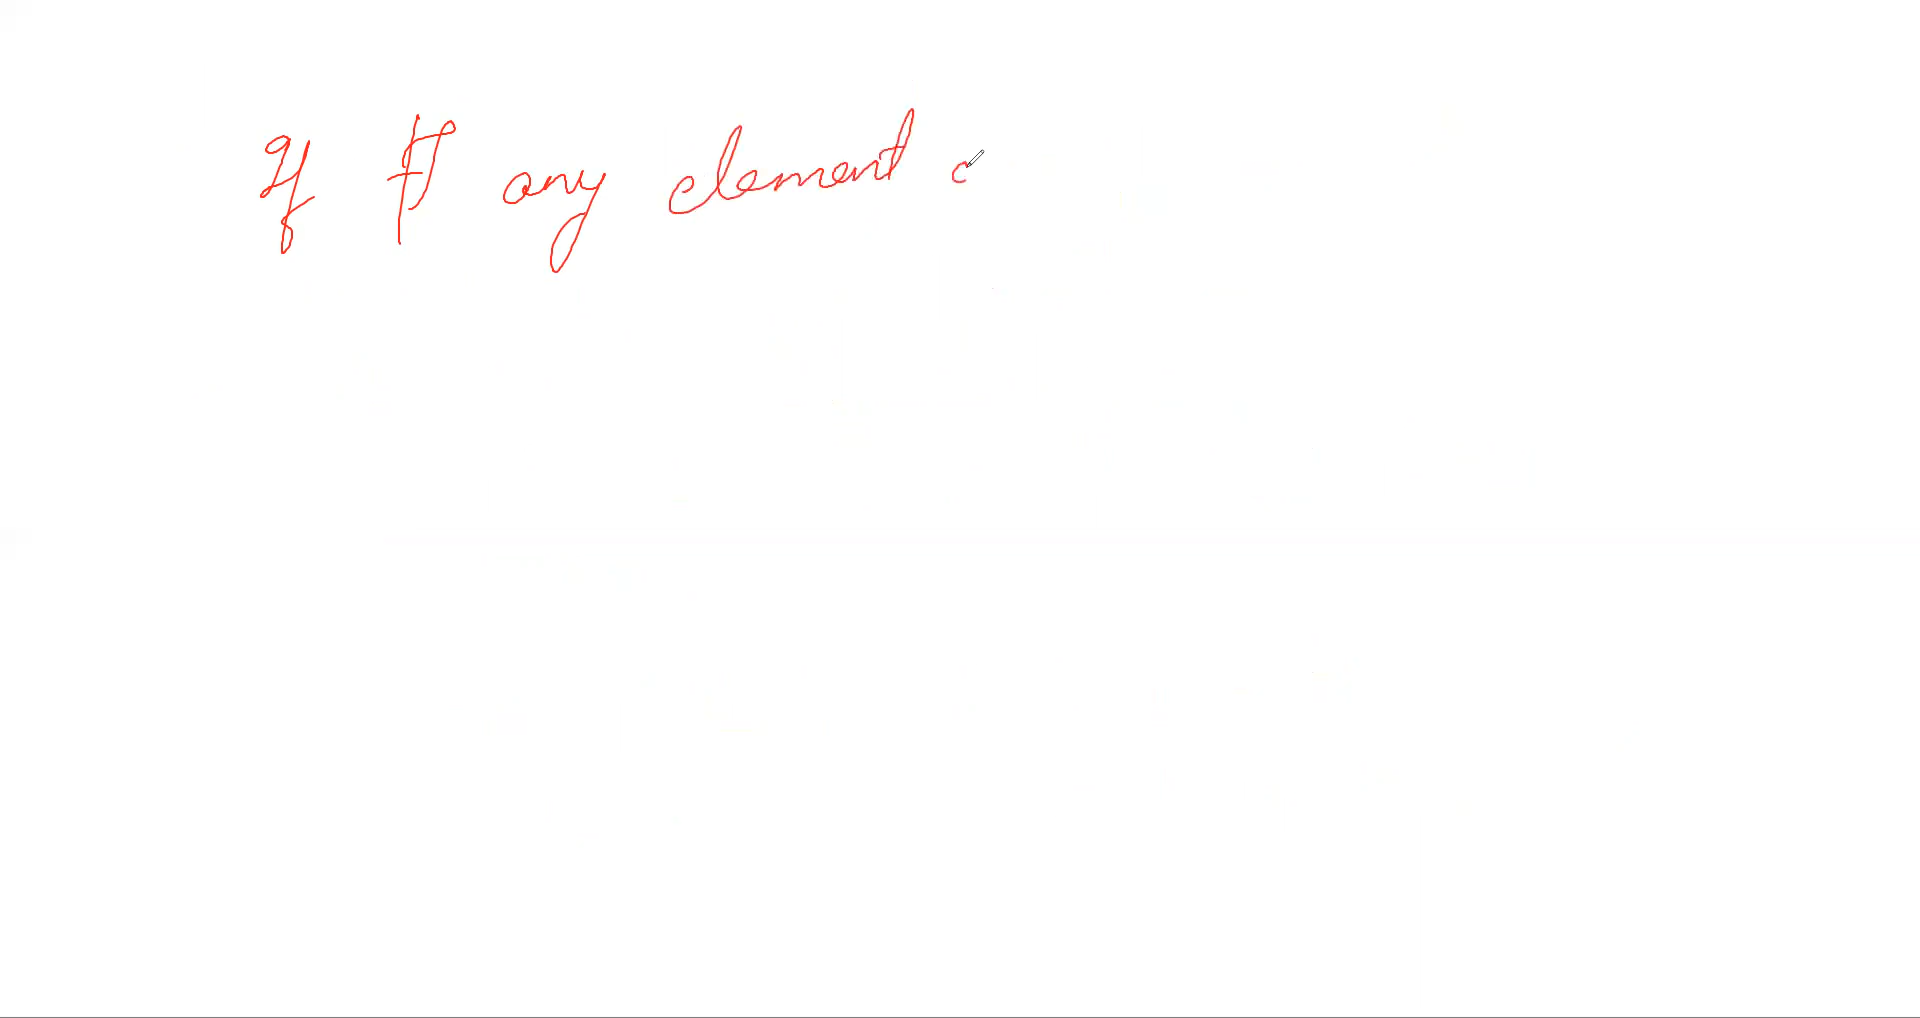 If ∄ any element